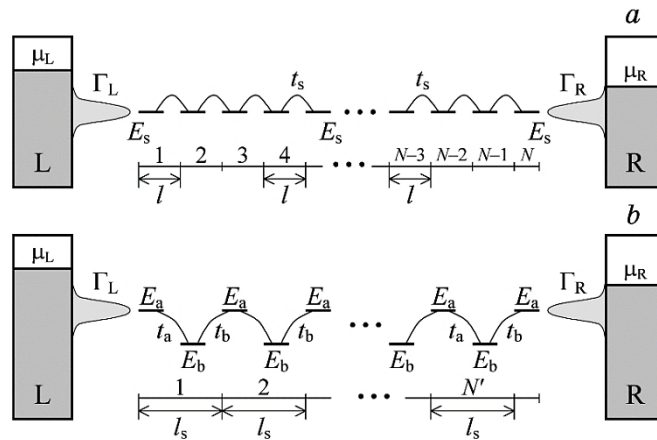 a
μL μR
ΓL ts ts ΓR
Es Es Es
1 2 3 4 N–3 N–2 N–1 N
L l l l R
b
μL μR
ΓL Ea Ea Ea Ea Ea ΓR
ta tb tb ta tb
Eb Eb Eb Eb
1 2 N'
L ls ls ls R